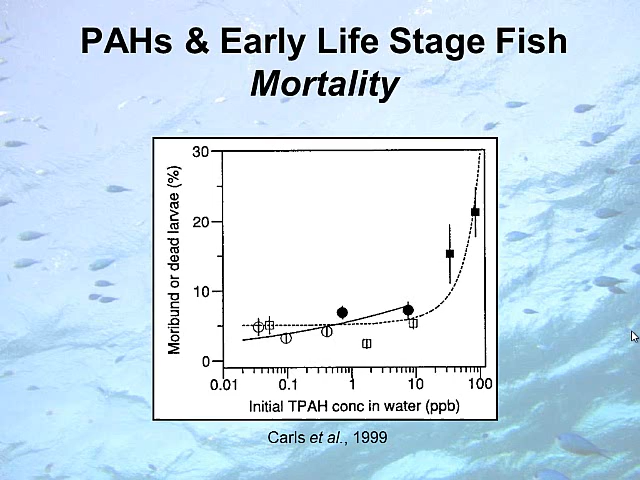 PAHs & Early Life Stage Fish
Mortality
Moribund or dead larvae (%)
30
20
10
0
0.01 0.1 1 10 100
Initial TPAH conc in water (ppb)
Carls et al., 1999